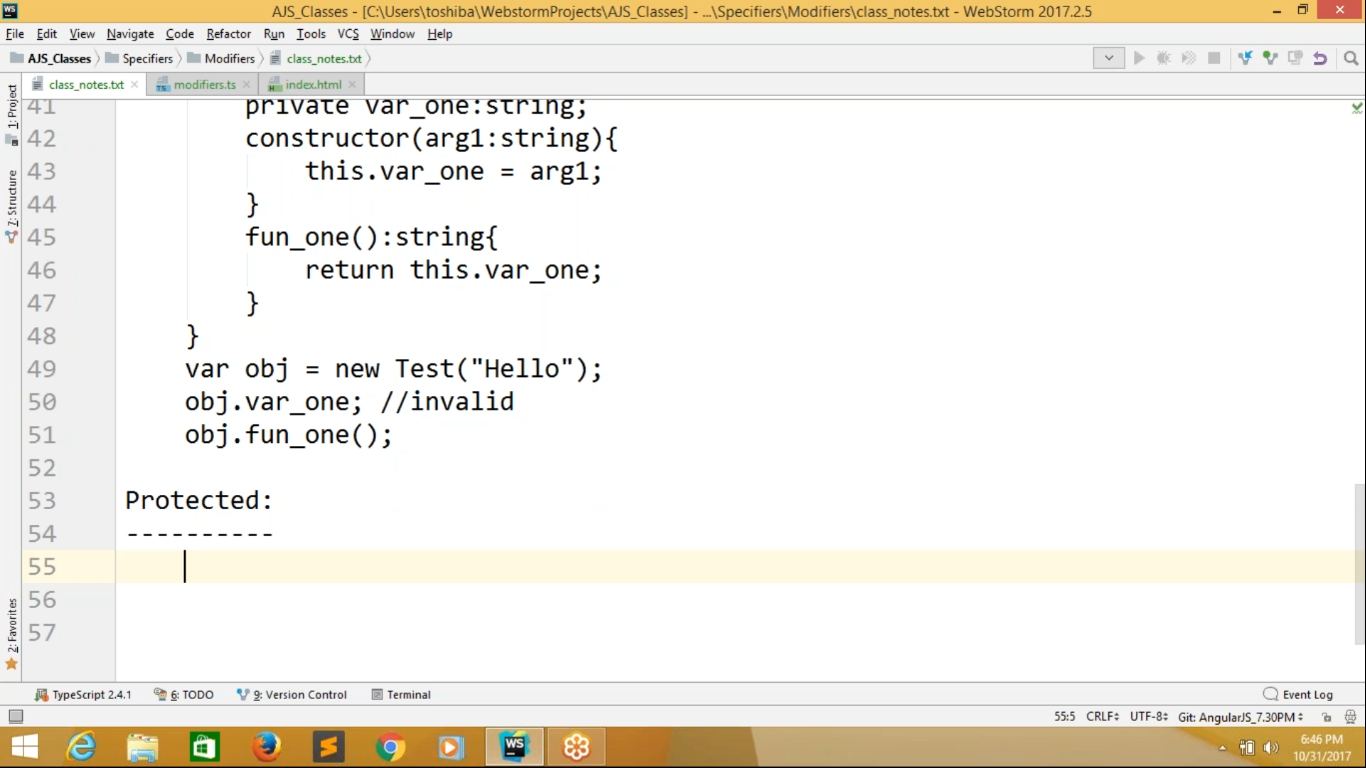 WS
AJS_Classes - [C:\Users\toshiba\WebstormProjects\AJS_Classes] - ...\Specifiers\Modifiers\class_notes.txt - WebStorm 2017.2.5
File Edit View Navigate Code Refactor Run Tools VCS Window Help
AJS_Classes Specifiers Modifiers class_notes.txt
class_notes.txt modifiers.ts index.html
1: Project
7: Structure
2: Favorites
41 private var_one:string;
42 constructor(arg1:string){
43 this.var_one = arg1;
44 }
45 fun_one():string{
46 return this.var_one;
47 }
48 }
49 var obj = new Test("Hello");
50 obj.var_one; //invalid
51 obj.fun_one();
52
53 Protected:
54 ----------
55
56
57
TypeScript 2.4.1 6: TODO 9: Version Control Terminal Event Log
55:5 CRLF UTF-8 Git: AngularJS_7.30PM
WS
6:46 PM
10/31/2017